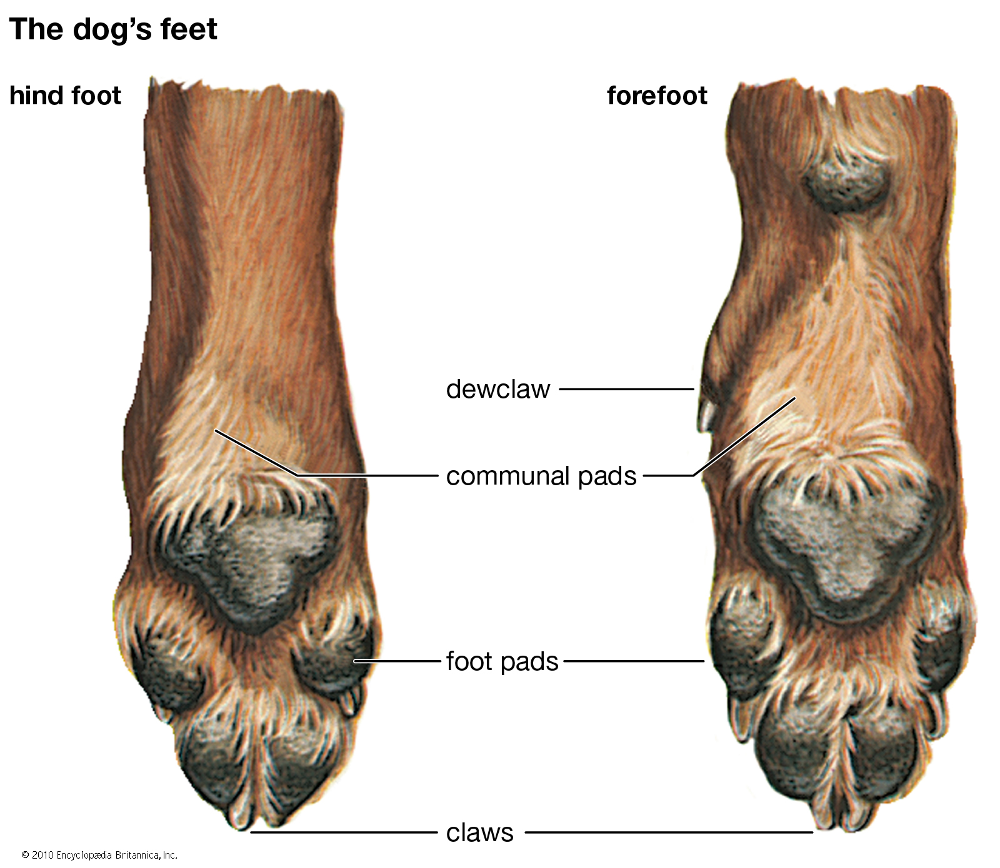 The dog’s feet
hind foot
forefoot
dewclaw
communal pads
foot pads
claws
© 2010 Encyclopædia Britannica, Inc.